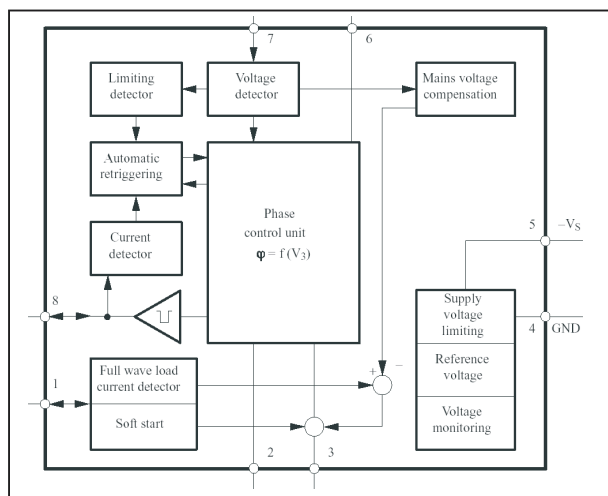 7
6
Limiting
detector
Voltage
detector
Mains voltage
compensation
Automatic
retriggering
Phase
control unit
φ = f (V3)
Current
detector
5
–VS
8
Supply
voltage
limiting
4
GND
Reference
voltage
Voltage
monitoring
1
Full wave load
current detector
Soft start
+
–
2
3